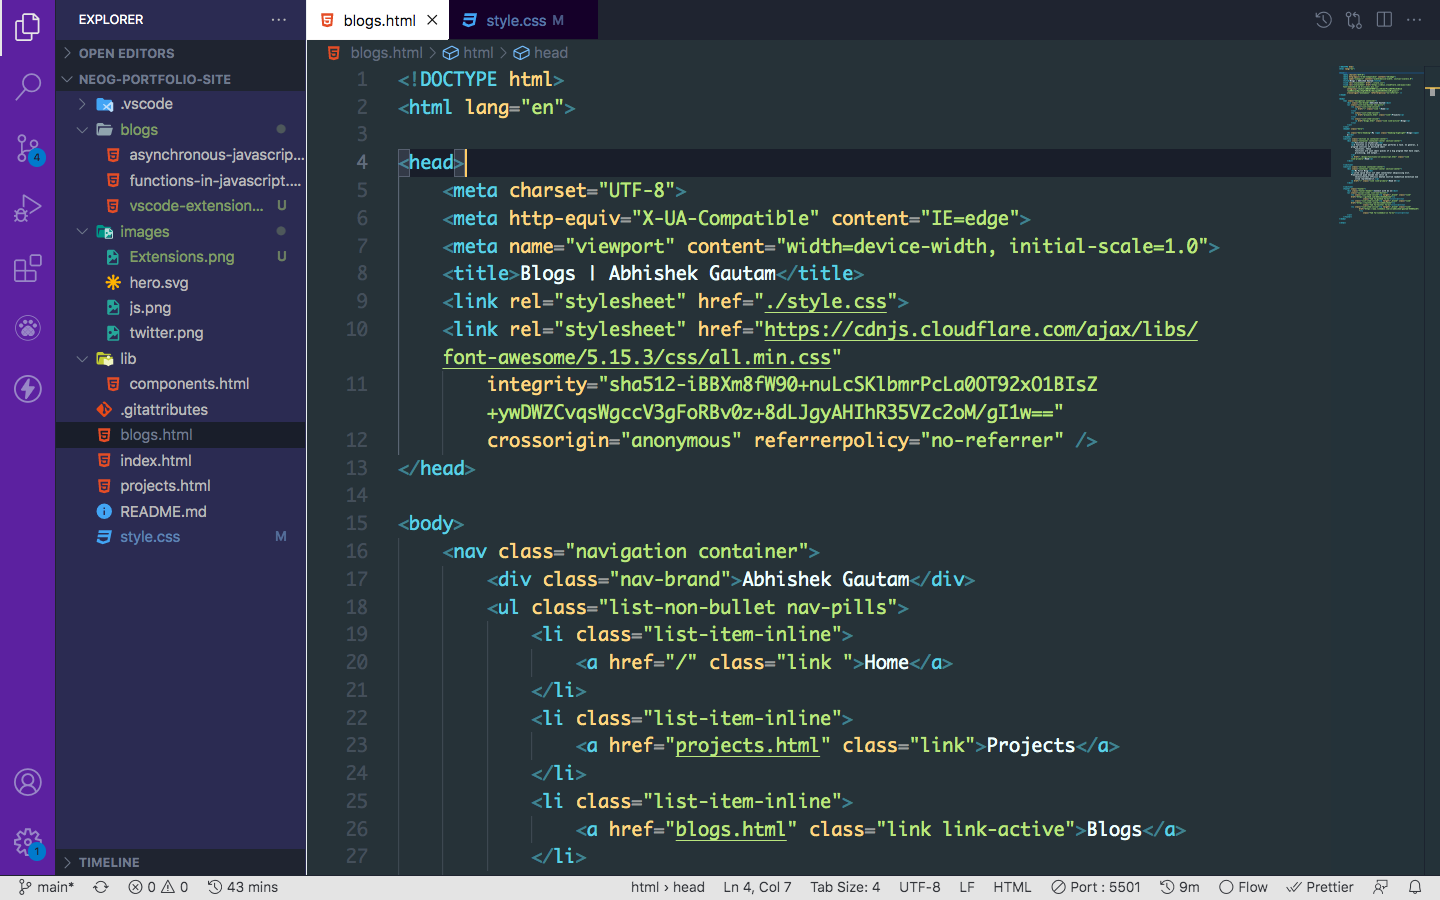 EXPLORER
OPEN EDITORS
NEOG-PORTFOLIO-SITE
.vscode
blogs
asynchronous-javascrip...
functions-in-javascript....
vscode-extension... U
images
Extensions.png U
hero.svg
js.png
twitter.png
lib
components.html
.gitattributes
blogs.html
index.html
projects.html
README.md
style.css M
TIMELINE
4
1
blogs.html
style.css M
blogs.html > html > head
1 <!DOCTYPE html>
2 <html lang="en">
3
4 <head>
5 <meta charset="UTF-8">
6 <meta http-equiv="X-UA-Compatible" content="IE=edge">
7 <meta name="viewport" content="width=device-width, initial-scale=1.0">
8 <title>Blogs | Abhishek Gautam</title>
9 <link rel="stylesheet" href="./style.css">
10 <link rel="stylesheet" href="https://cdnjs.cloudflare.com/ajax/libs/
font-awesome/5.15.3/css/all.min.css"
11 integrity="sha512-iBBXm8fW90+nuLcSKlbmrPcLa0OT92xO1BIsZ
+ywDWZCvqsWgccV3gFoRBv0z+8dLJgyAHIhR35VZc2oM/gI1w=="
12 crossorigin="anonymous" referrerpolicy="no-referrer" />
13 </head>
14
15 <body>
16 <nav class="navigation container">
17 <div class="nav-brand">Abhishek Gautam</div>
18 <ul class="list-non-bullet nav-pills">
19 <li class="list-item-inline">
20 <a href="/" class="link ">Home</a>
21 </li>
22 <li class="list-item-inline">
23 <a href="projects.html" class="link">Projects</a>
24 </li>
25 <li class="list-item-inline">
26 <a href="blogs.html" class="link link-active">Blogs</a>
27 </li>
main* 0 0 43 mins html › head Ln 4, Col 7 Tab Size: 4 UTF-8 LF HTML Port : 5501 9m Flow Prettier